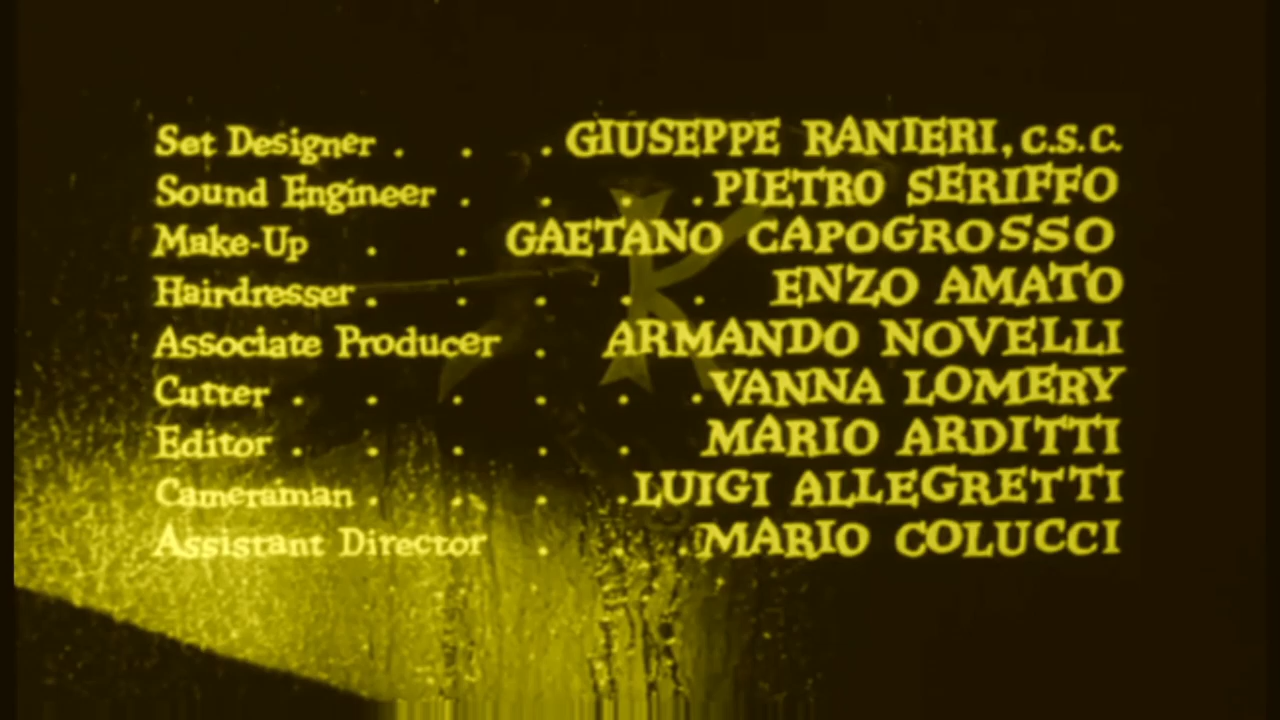 Set Designer . . . GIUSEPPE RANIERI, C.S.C.
Sound Engineer . . . . PIETRO SERIFFO
Make-Up . . GAETANO CAPOGROSSO
Hairdresser . . . . . ENZO AMATO
Associate Producer . ARMANDO NOVELLI
Cutter . . . . . . VANNA LOMERY
Editor . . . . . MARIO ARDITTI
Cameraman . . . . LUIGI ALLEGRETTI
Assistant Director . . . MARIO COLUCCI